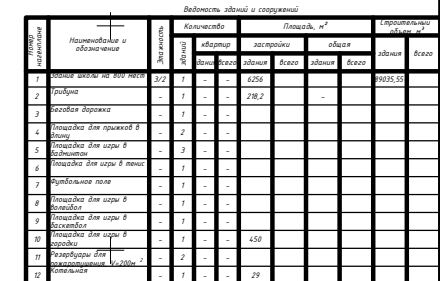 Ведомость зданий и сооружений
Номер нагенплане
Наименование и обозначение
Этажность
Количество
Площадь, м²
Строительный объем, м³
зданий
квартир
застройки
общая
здания
всего
здания
всего
здания
всего
здания
всего
1 Здание школы на 800 мест 3/2 1 – – 6256 89035,55
2 Трибуна – 1 – – 218,2 –
3 Беговая дорожка – 1 – –
4 Площадка для прыжков в длину – 2 – –
5 Площадка для игры в бадминтон – 3 – –
6 Площадка для игры в тенис – 1 – –
7 Футбольное поле – 1 – –
8 Площадка для игры в волейбол – 1 – –
9 Площадка для игры в баскетбол – 1 – –
10 Площадка для игры в городки – 1 – – 450
11 Резервуары для пожаротушения V=200м² – 2 – –
12 Котельная – 1 – – 29